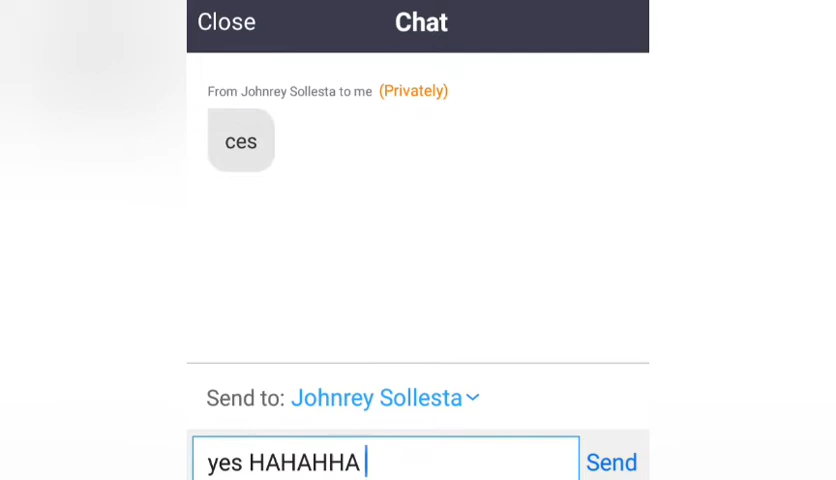 Close Chat
From Johnrey Sollesta to me (Privately)
ces
Send to: Johnrey Sollesta
yes HAHAHHA Send